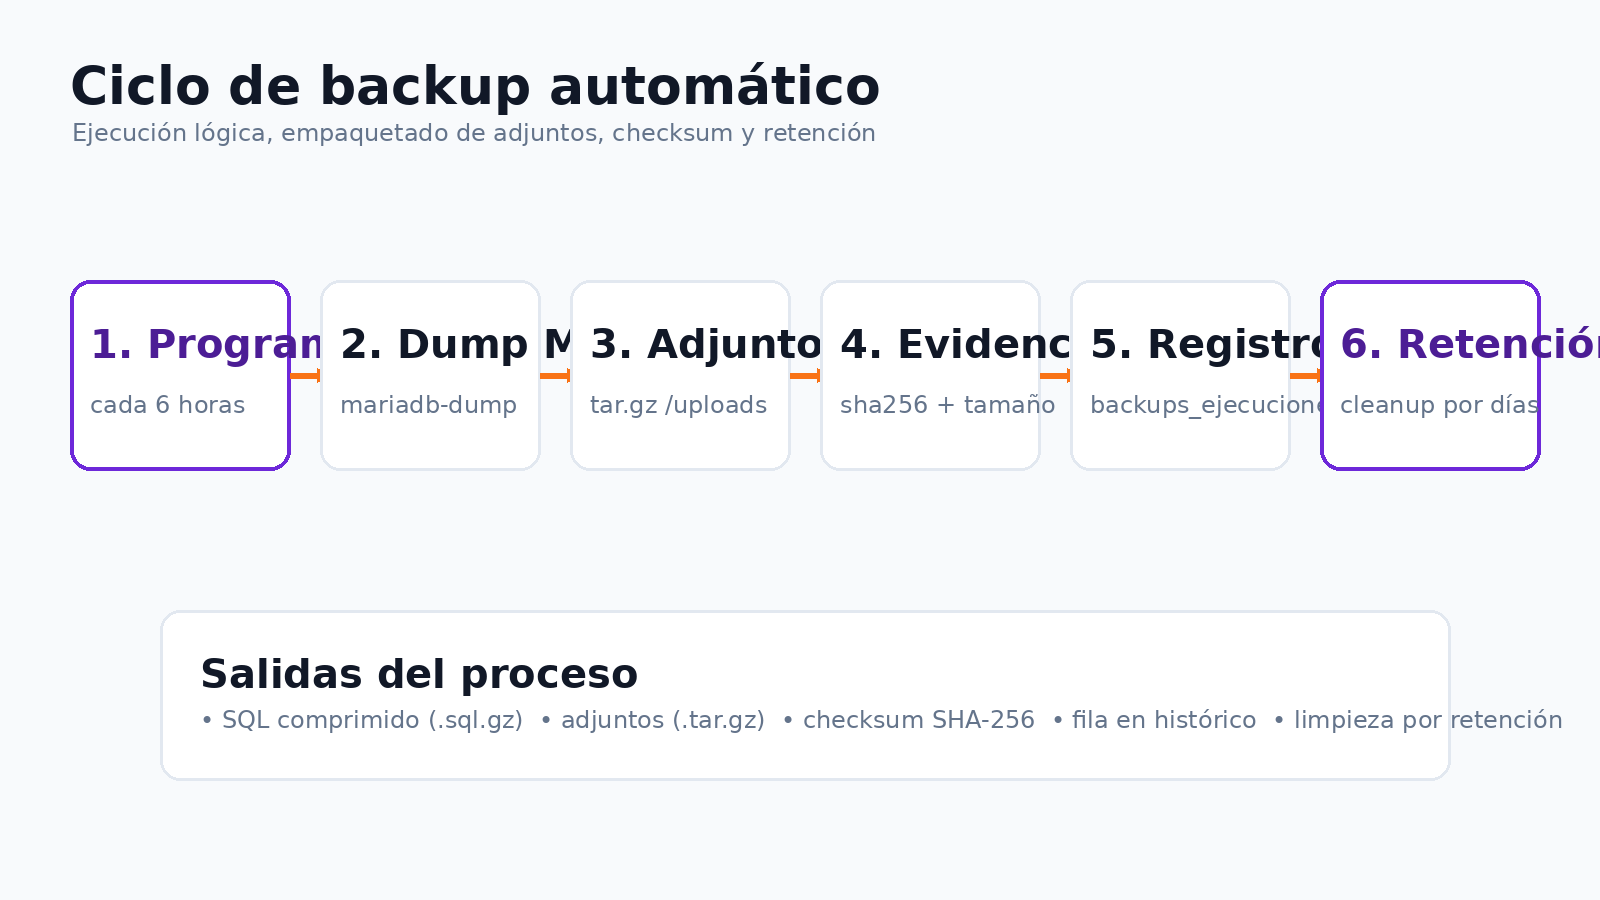 Ciclo de backup automático
Ejecución lógica, empaquetado de adjuntos, checksum y retención
1. Program
2. Dump M
3. Adjunto
4. Evidenc
5. Registro
6. Retención
cada 6 horas
mariadb-dump
tar.gz /uploads
sha256 + tamaño
backups_ejecucione
cleanup por días
Salidas del proceso
• SQL comprimido (.sql.gz) • adjuntos (.tar.gz) • checksum SHA-256 • fila en histórico • limpieza por retención